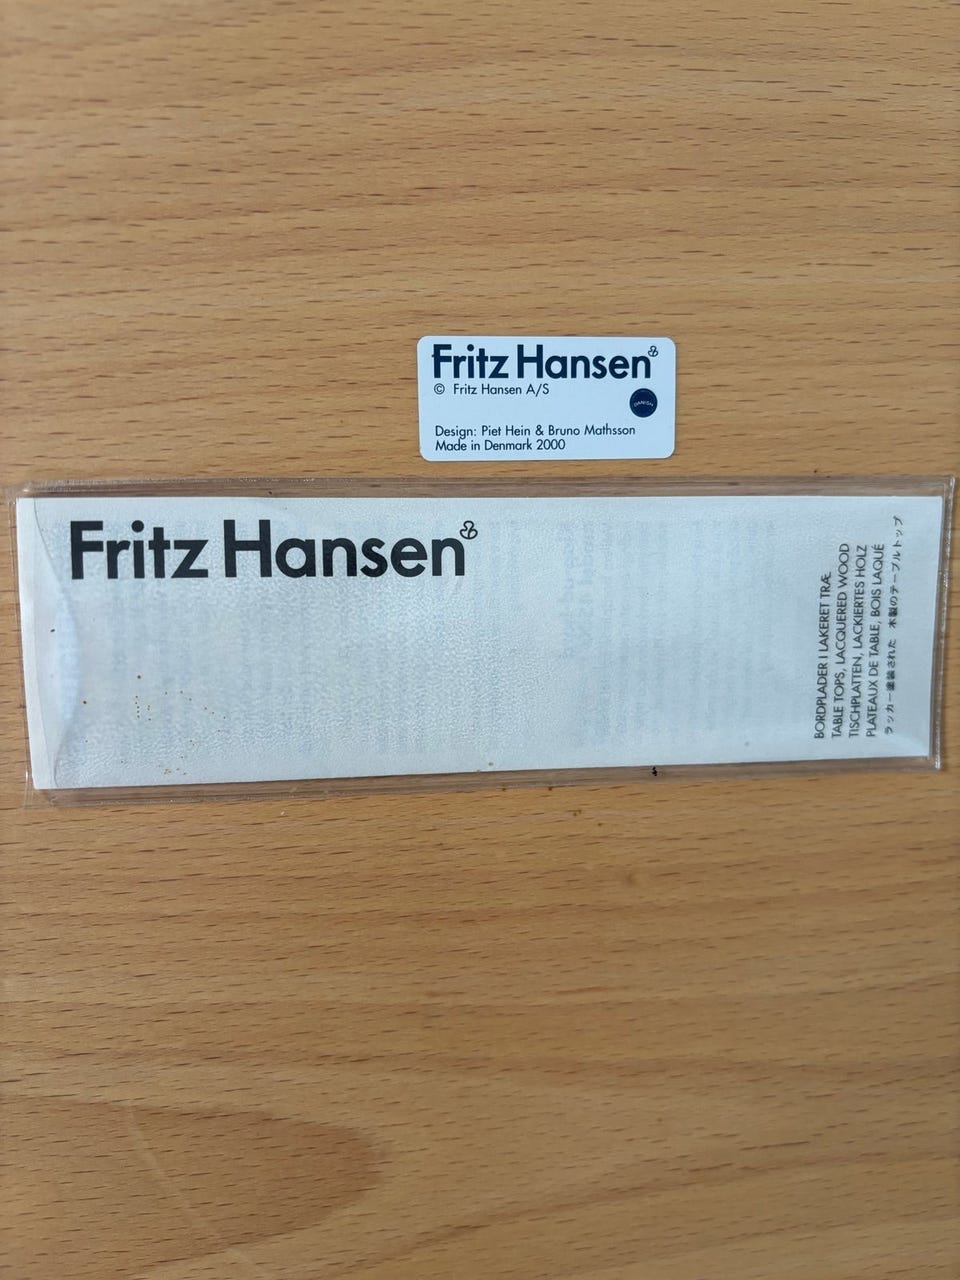 Fritz Hansen
© Fritz Hansen A/S
DANISH
Design: Piet Hein & Bruno Mathsson
Made in Denmark 2000
Fritz Hansen
BORDPLADER I LAKERET TRÆ
TABLE TOPS, LACQUERED WOOD
TISCHPLATTEN, LACKIERTES HOLZ
PLATEAUX DE TABLE, BOIS LAQUÉ
ラッカー塗装された 木製のテーブルトップ